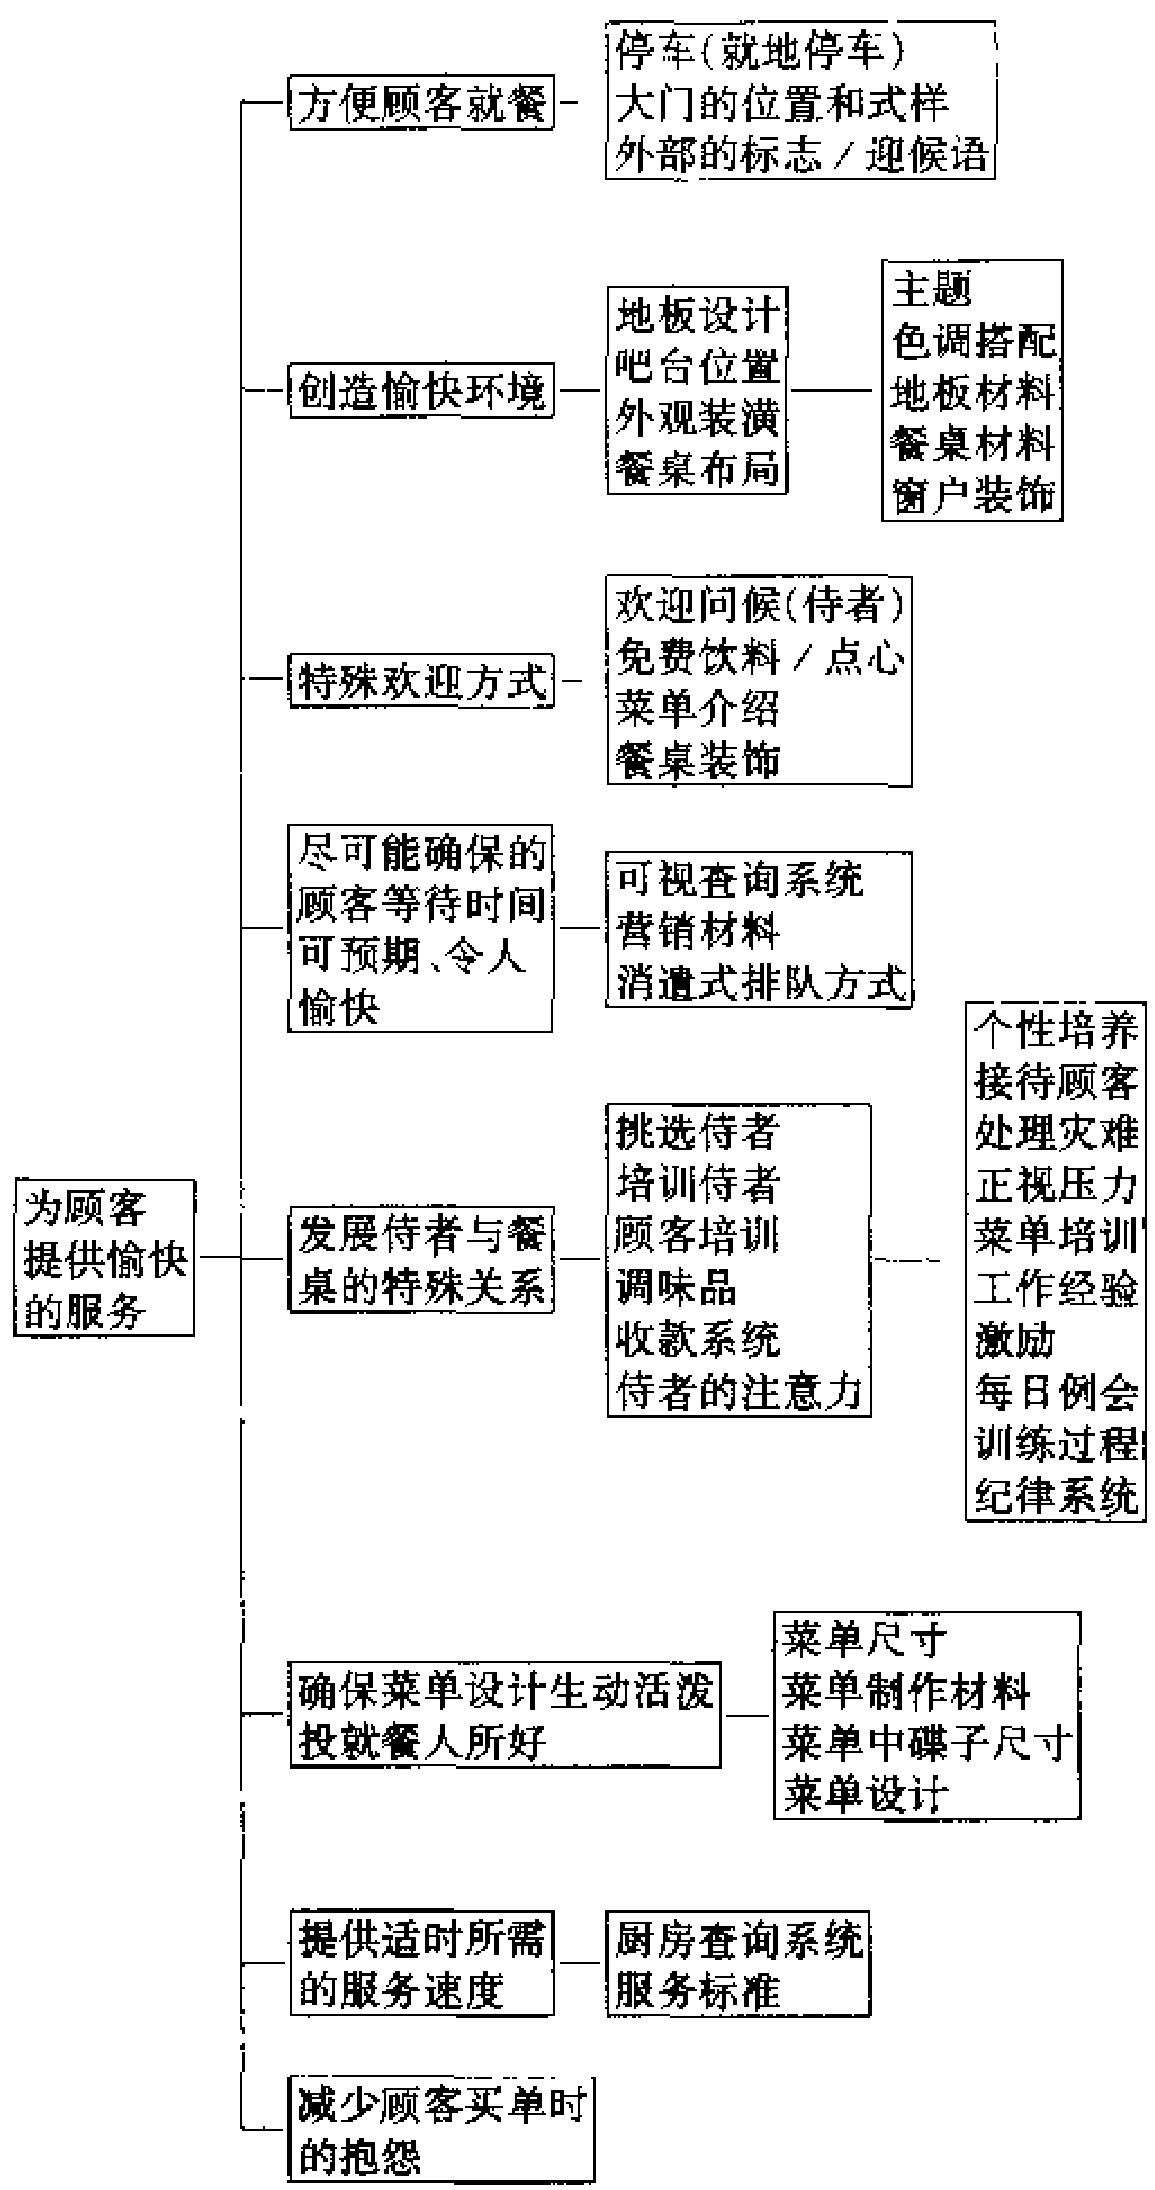 为顾客
提供愉快
的服务
方便顾客就餐
停车(就地停车)
大门的位置和式样
外部的标志/迎候语
创造愉快环境
地板设计
吧台位置
外观装潢
餐桌布局
主题
色调搭配
地板材料
餐桌材料
窗户装饰
特殊欢迎方式
欢迎问候(侍者)
免费饮料/点心
菜单介绍
餐桌装饰
尽可能确保的
顾客等待时间
可预期、令人
愉快
可视查询系统
营销材料
消遣式排队方式
发展侍者与餐
桌的特殊关系
挑选侍者
培训侍者
顾客培训
调味品
收款系统
侍者的注意力
个性培养
接待顾客
处理灾难
正视压力
菜单培训
工作经验
激励
每日例会
训练过程
纪律系统
确保菜单设计生动活泼
投就餐人所好
菜单尺寸
菜单制作材料
菜单中碟子尺寸
菜单设计
提供适时所需
的服务速度
厨房查询系统
服务标准
减少顾客买单时
的抱怨